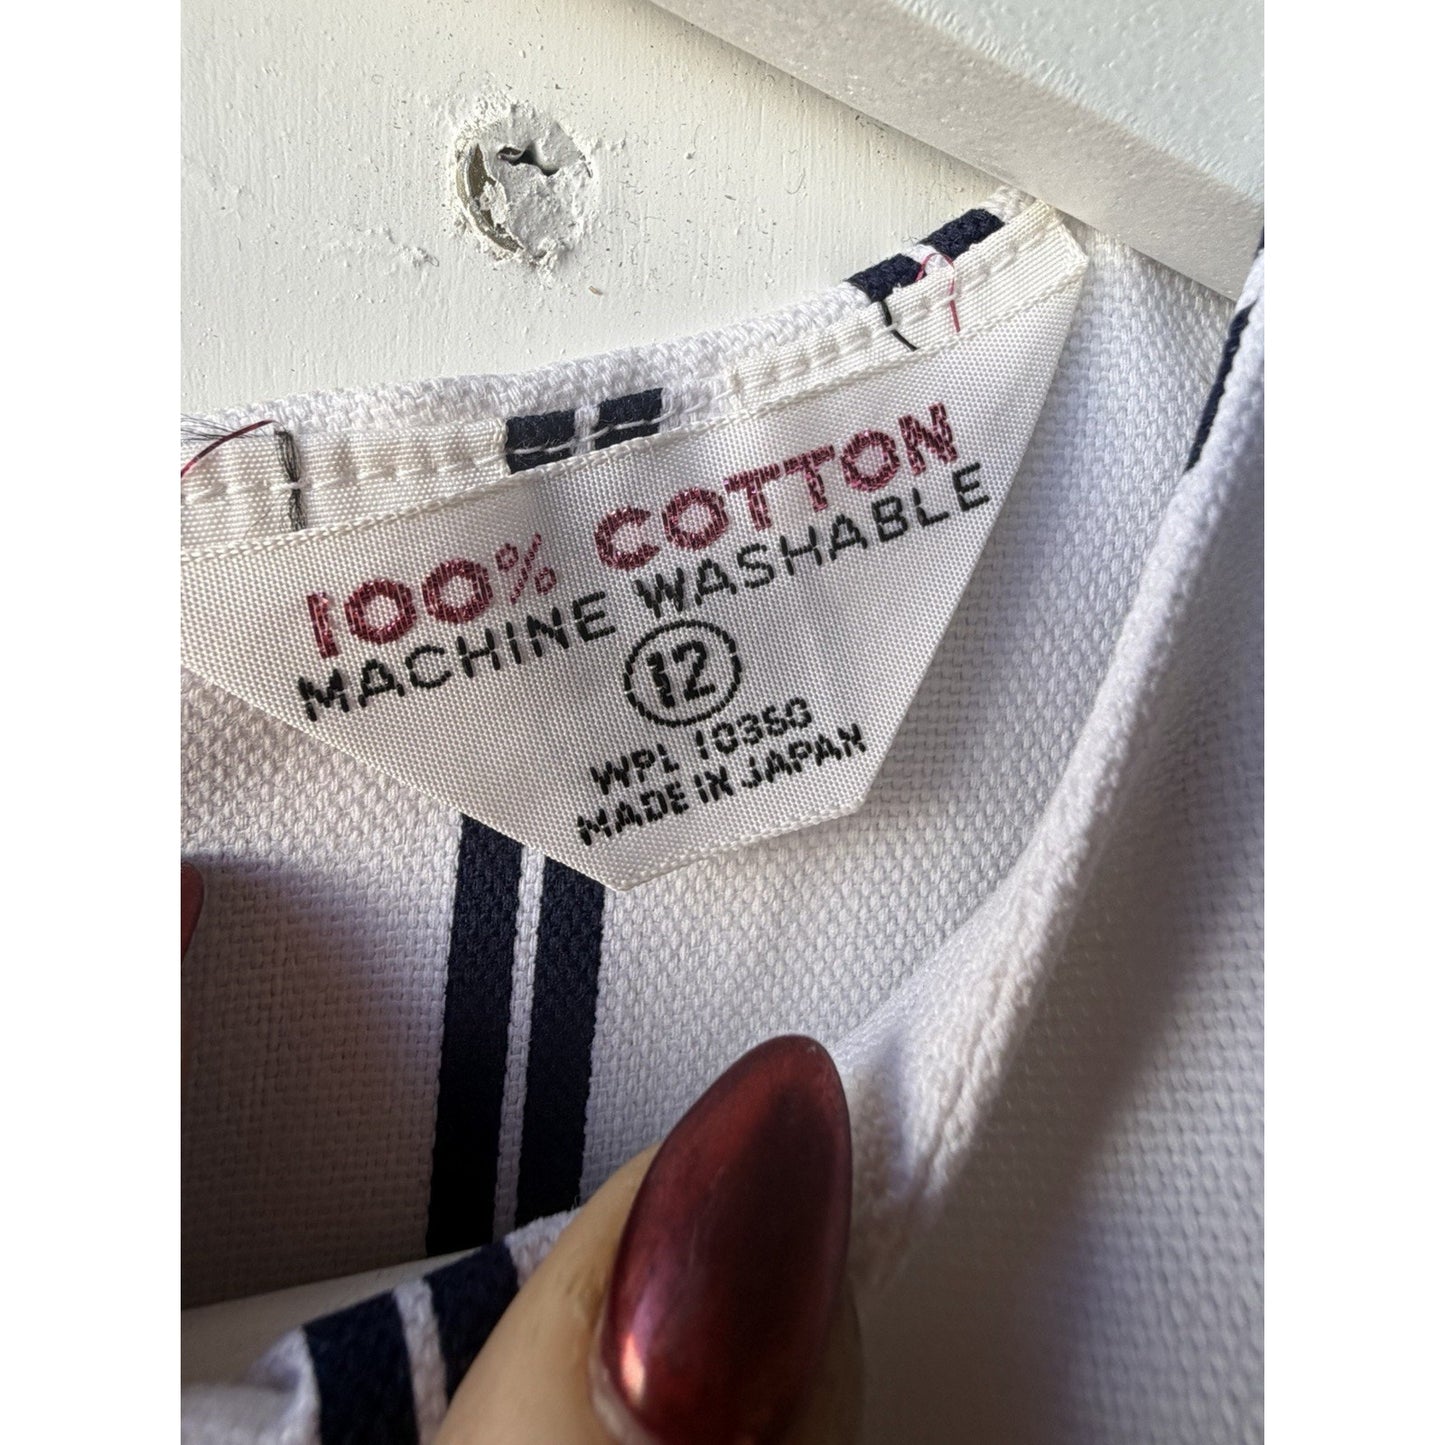 100% COTTON
MACHINE WASHABLE
12
WPL 10350
MADE IN JAPAN